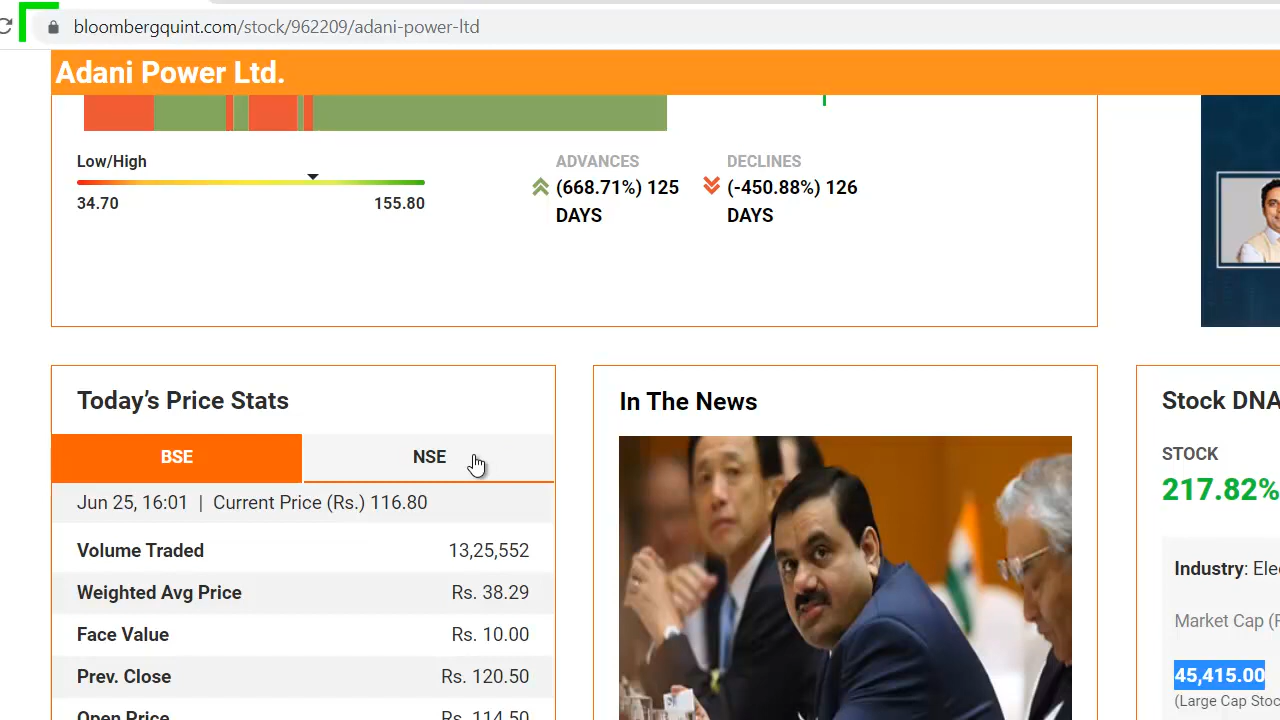 bloombergquint.com/stock/962209/adani-power-ltd
Adani Power Ltd.
Low/High
34.70 155.80
ADVANCES
(668.71%) 125
DAYS
DECLINES
(-450.88%) 126
DAYS
Today’s Price Stats
BSE NSE
Jun 25, 16:01 | Current Price (Rs.) 116.80
Volume Traded 13,25,552
Weighted Avg Price Rs. 38.29
Face Value Rs. 10.00
Prev. Close Rs. 120.50
Open Price Rs. 114.50
In The News
Stock DNA
STOCK
217.82%
Industry: Ele
Market Cap (R
45,415.00
(Large Cap Stoc